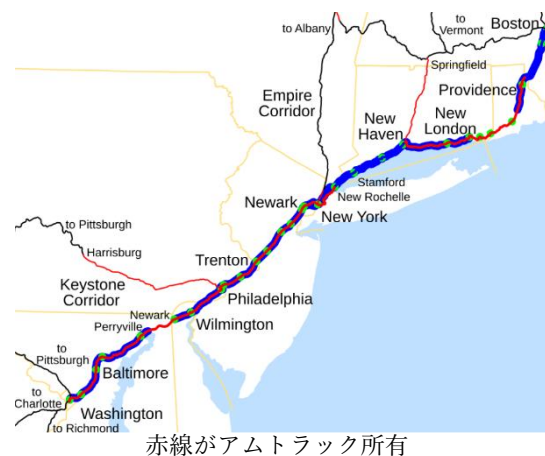 to Albany
to
Vermont
Boston
Springfield
Providence
Empire
Corridor
New
Haven
New
London
Stamford
New Rochelle
Newark
New York
to Pittsburgh
Harrisburg
Trenton
Keystone
Corridor
Philadelphia
Newark
Perryville
Wilmington
to
Pittsburgh
Baltimore
to
Charlotte
Washington
to Richmond
赤線がアムトラック所有